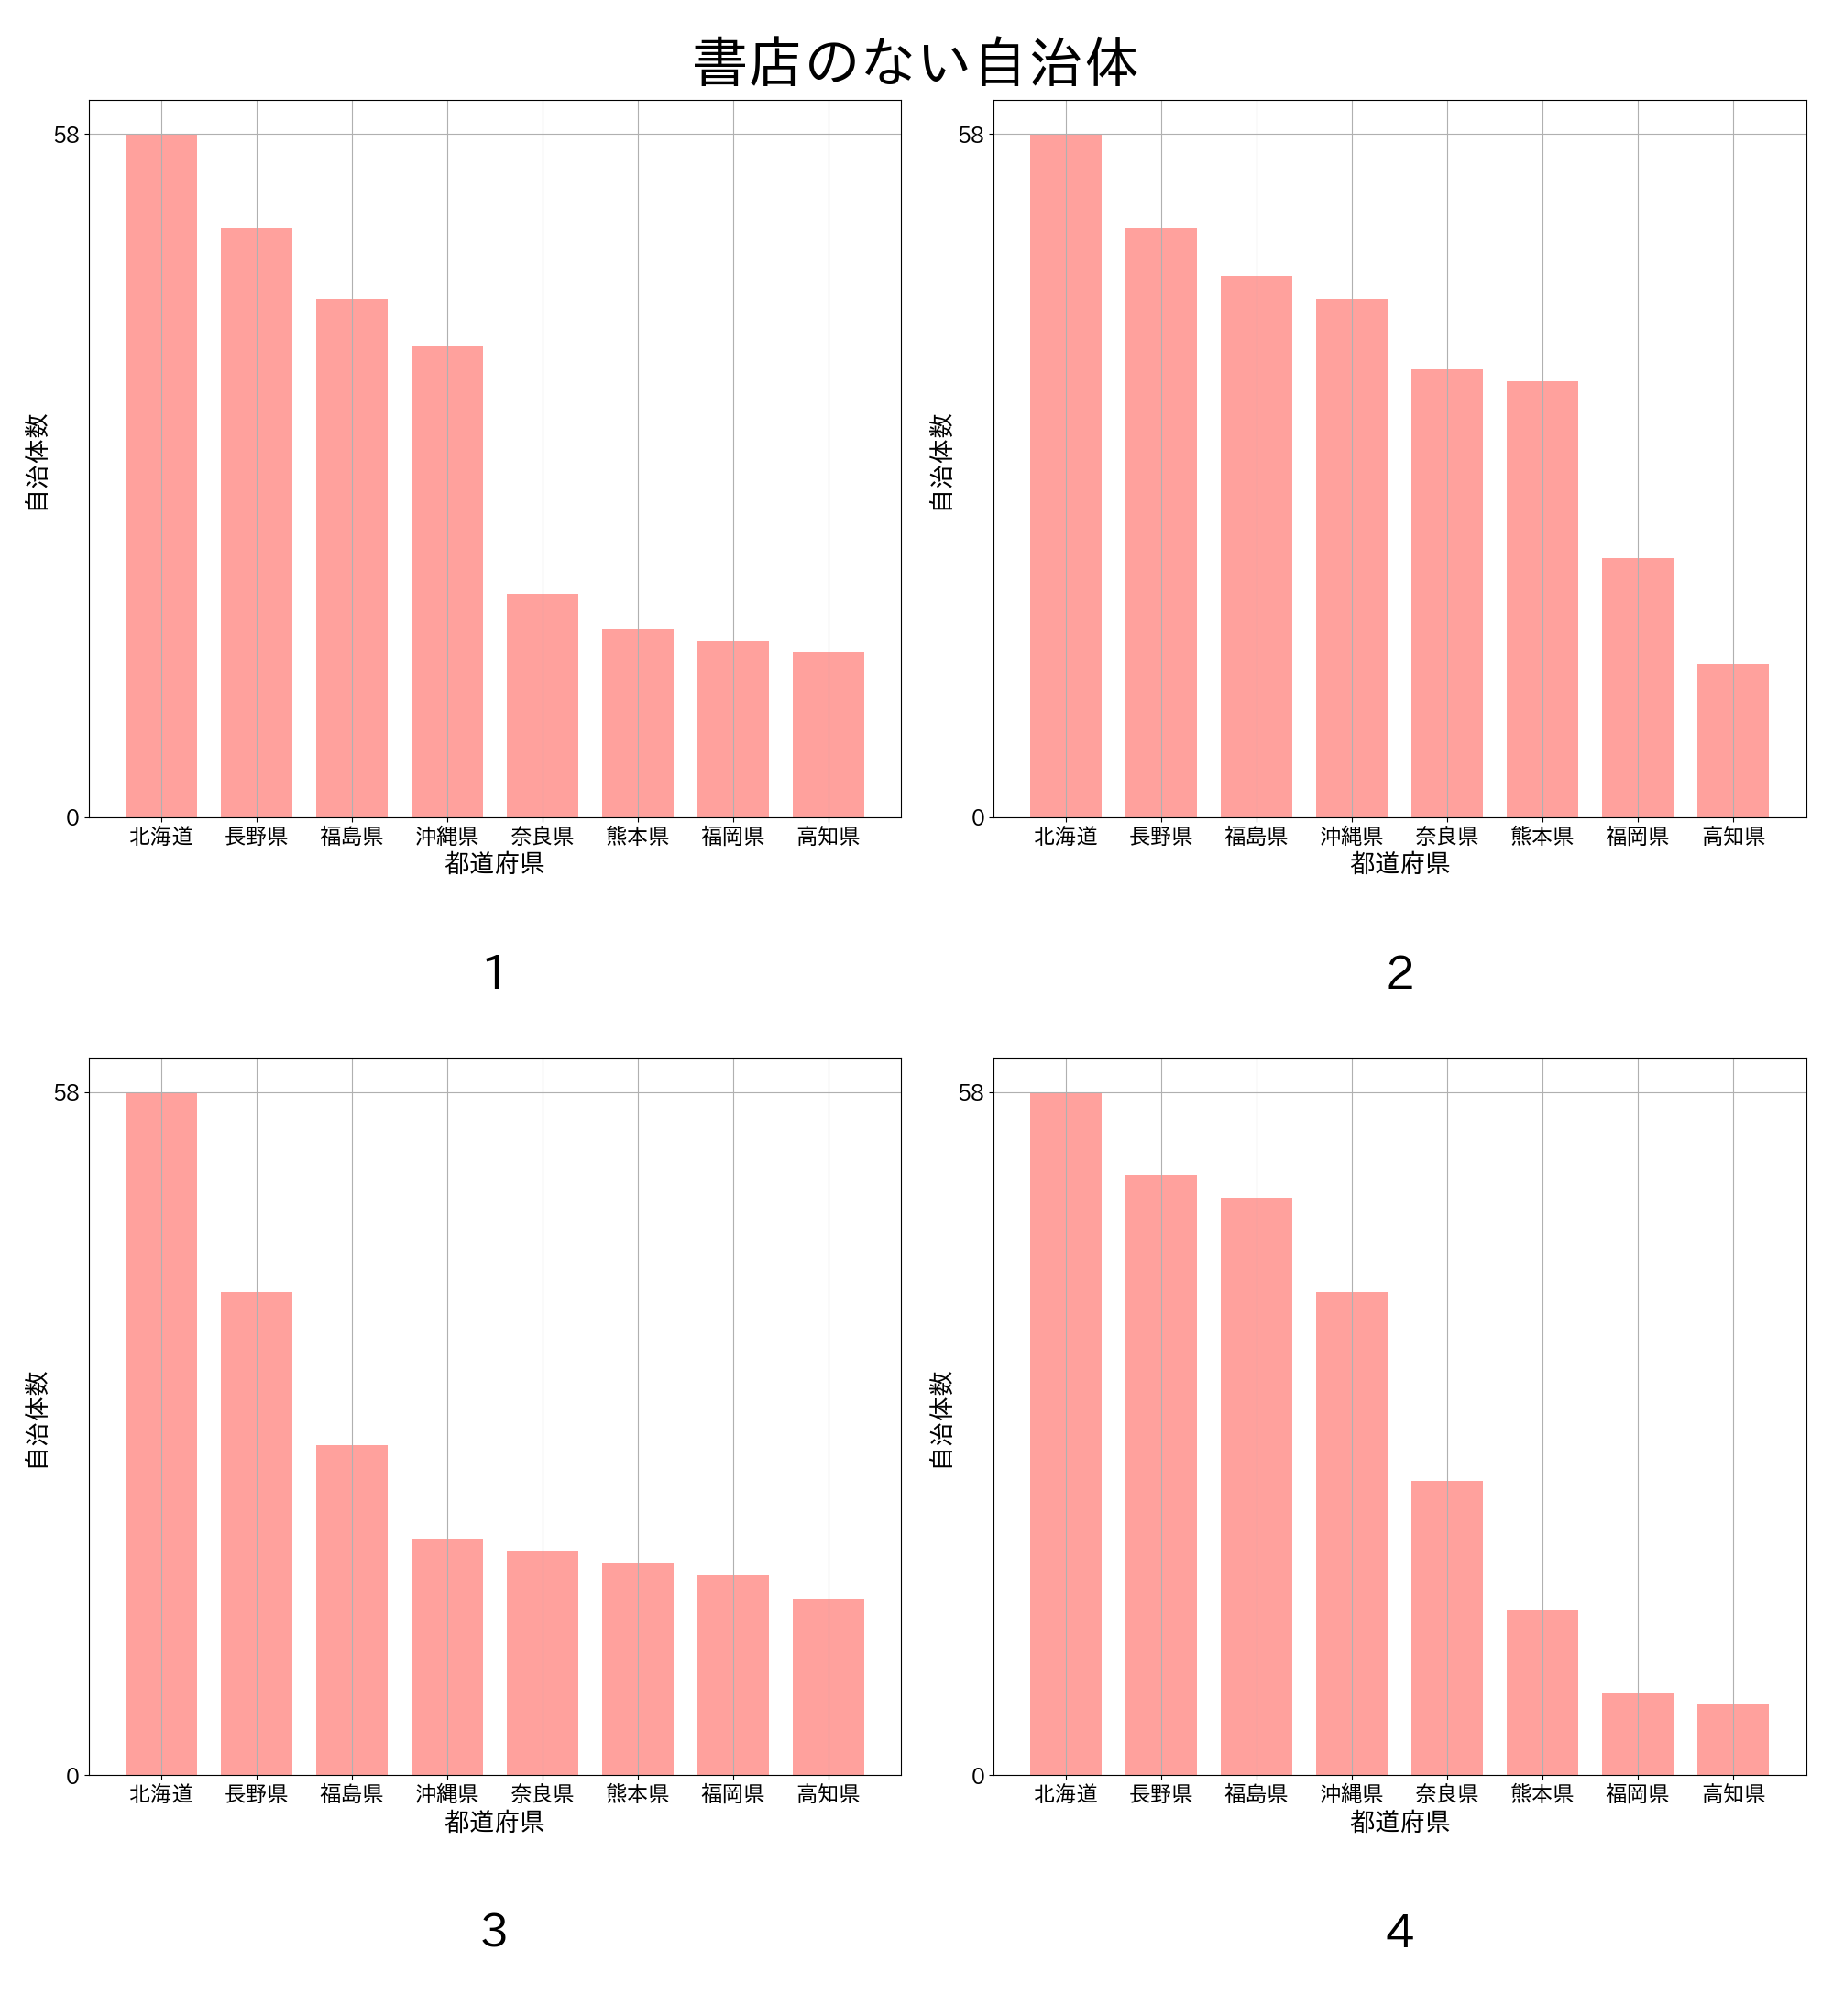 書店のない自治体
58
0
自治体数
北海道 長野県 福島県 沖縄県 奈良県 熊本県 福岡県 高知県
都道府県
1
58
0
自治体数
北海道 長野県 福島県 沖縄県 奈良県 熊本県 福岡県 高知県
都道府県
2
58
0
自治体数
北海道 長野県 福島県 沖縄県 奈良県 熊本県 福岡県 高知県
都道府県
3
58
0
自治体数
北海道 長野県 福島県 沖縄県 奈良県 熊本県 福岡県 高知県
都道府県
4